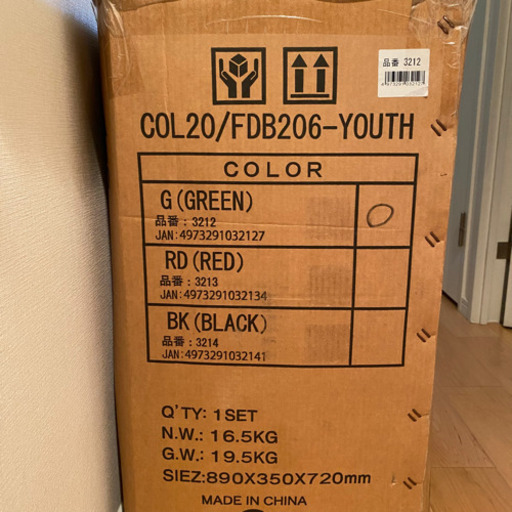 品番 3212
COL20/FDB206-YOUTH
COLOR
G(GREEN)
品番：3212
JAN:4973291032127
RD(RED)
品番：3213
JAN:4973291032134
BK(BLACK)
品番：3214
JAN:4973291032141
Q'TY: 1SET
N.W.: 16.5KG
G.W.: 19.5KG
SIEZ:890X350X720mm
MADE IN CHINA